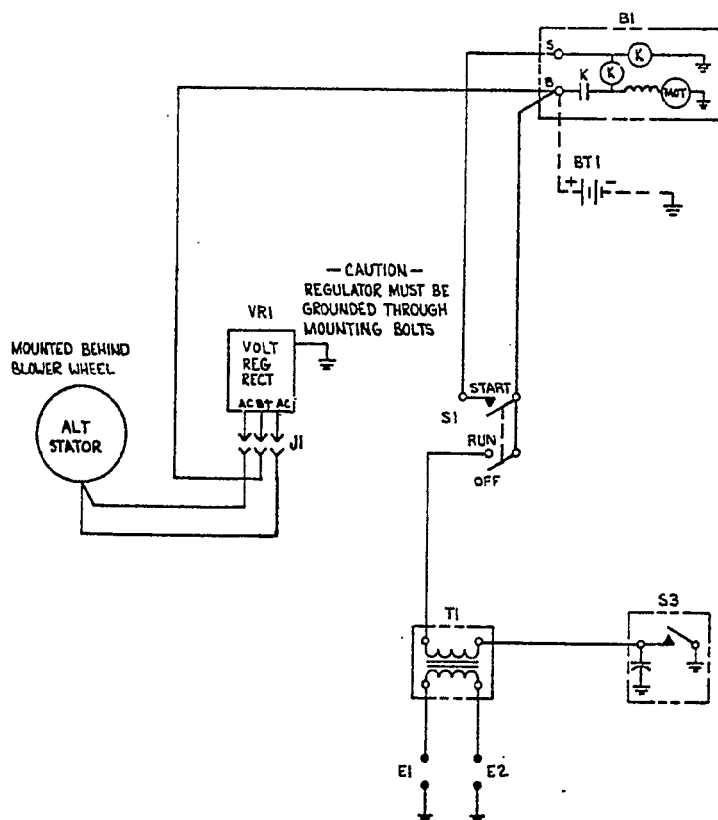 B1
S
K
K
B
K
MOT
BT1
+
-
— CAUTION —
REGULATOR MUST BE
GROUNDED THROUGH
MOUNTING BOLTS
VR1
VOLT
REG
RECT
AC B+ AC
J1
MOUNTED BEHIND
BLOWER WHEEL
ALT
STATOR
START
S1
RUN
OFF
T1
S3
E1
E2